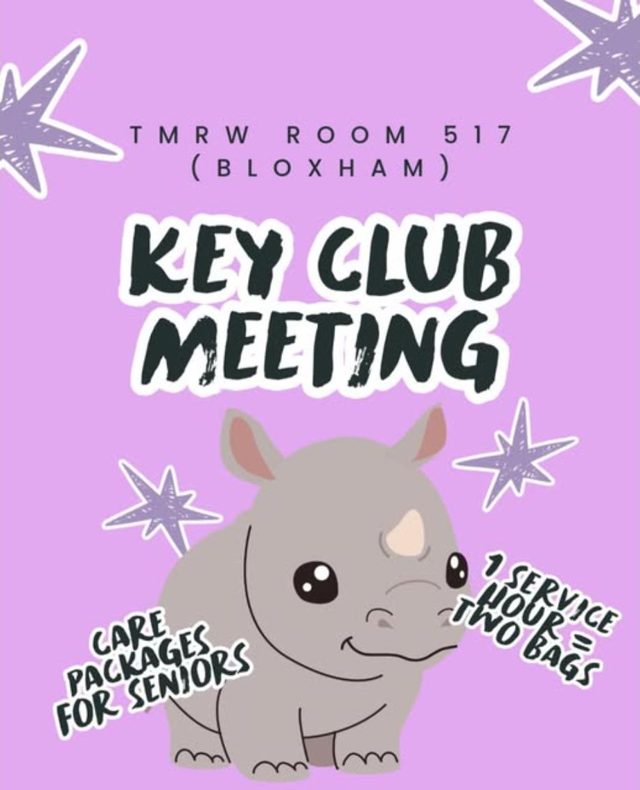 TMRW ROOM 517
(BLOXHAM)
KEY CLUB
MEETING
CARE
PACKAGES
FOR SENIORS
1 SERVICE
HOUR =
TWO BAGS